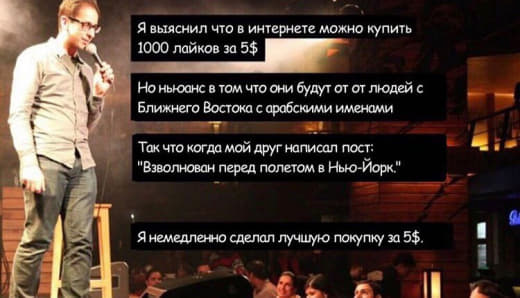 Я выяснил что в интернете можно купить
1000 лайков за 5$
Но ньюанс в том что они будут от от людей с
Ближнего Востока с арабскими именами
Так что когда мой друг написал пост:
"Взволнован перед полетом в Нью-Йорк."
Я немедленно сделал лучшую покупку за 5$.